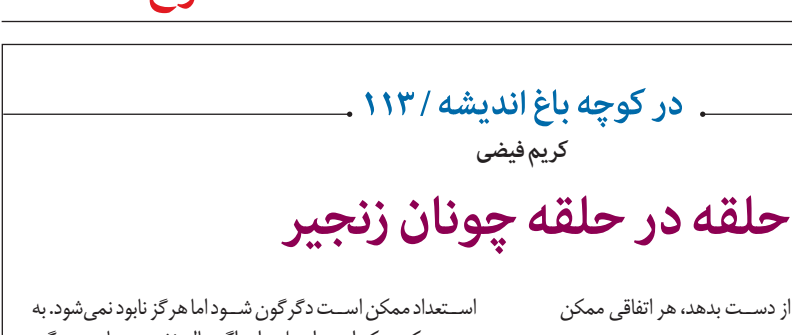 در کوچه باغ اندیشه / ۱۱۳
کریم فیضی
حلقه در حلقه چونان زنجیر
از دست بدهد، هر اتفاقی ممکن
استعداد ممکن است دگرگون شود اما هرگز نابود نمی‌شود. به